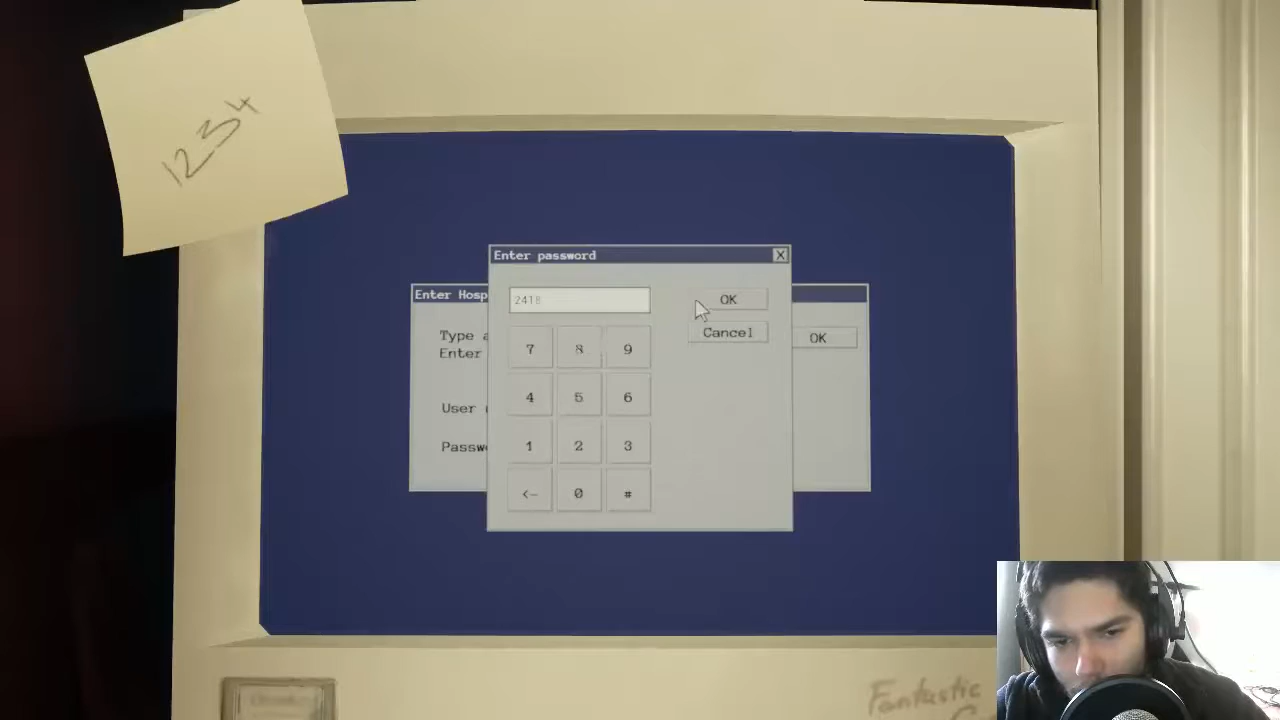 1234
Enter password
X
2418
OK
Cancel
7 8 9
4 5 6
1 2 3
<- 0 #
Enter Hosp
Type a
Enter
OK
User
Passw
Fantastic